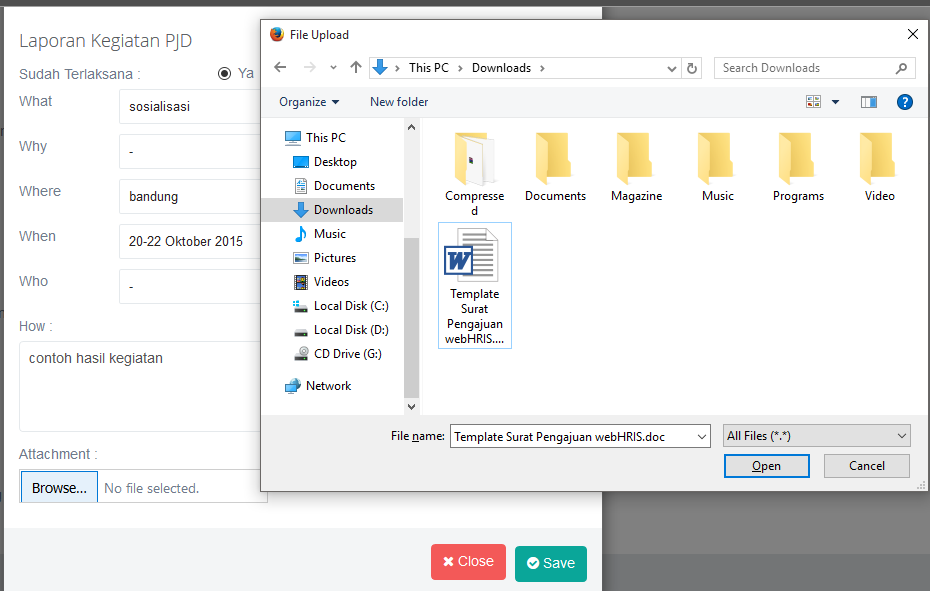 Laporan Kegiatan PJD
Sudah Terlaksana :
Ya
What
sosialisasi
Why
-
Where
bandung
When
20-22 Oktober 2015
Who
-
How :
contoh hasil kegiatan
Attachment :
Browse...
No file selected.
Close
Save
File Upload
This PC
Downloads
Search Downloads
Organize
New folder
?
This PC
Desktop
Documents
Downloads
Music
Pictures
Videos
Local Disk (C:)
Local Disk (D:)
CD Drive (G:)
Network
Compresse
d
Documents
Magazine
Music
Programs
Video
W
Template
Surat
Pengajuan
webHRIS....
File name:
Template Surat Pengajuan webHRIS.doc
All Files (*.*)
Open
Cancel